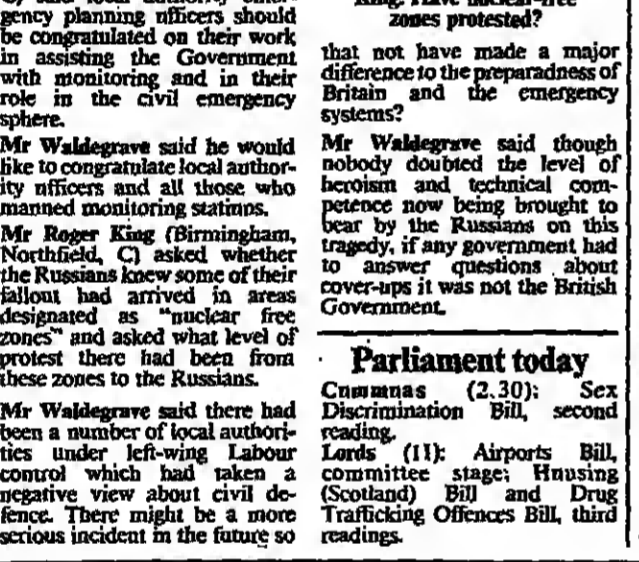 gency planning officers should
be congratulated on their work
in assisting the Government
with monitoring and in their
role in the civil emergency
sphere.
Mr Waldegrave said he would
like to congratulate local author-
ity officers and all those who
manned monitoring stations.
Mr Roger King (Birmingham,
Northfield, C) asked whether
the Russians knew some of their
fallout had arrived in areas
designated as "nuclear free
zones" and asked what level of
protest there had been from
these zones to the Russians.
Mr Waldegrave said there had
been a number of local authori-
ties under left-wing Labour
control which had taken a
negative view about civil de-
fence. There might be a more
serious incident in the future so
King: Have nuclear-free
zones protested?
that not have made a major
difference to the preparadness of
Britain and the emergency
systems?
Mr Waldegrave said though
nobody doubted the level of
heroism and technical com-
petence now being brought to
bear by the Russians on this
tragedy, if any government had
to answer questions about
cover-ups it was not the British
Government.
Parliament today
Commons (2.30): Sex
Discrimination Bill, second
reading.
Lords (11): Airports Bill,
committee stage; Housing
(Scotland) Bill and Drug
Trafficking Offences Bill, third
readings.